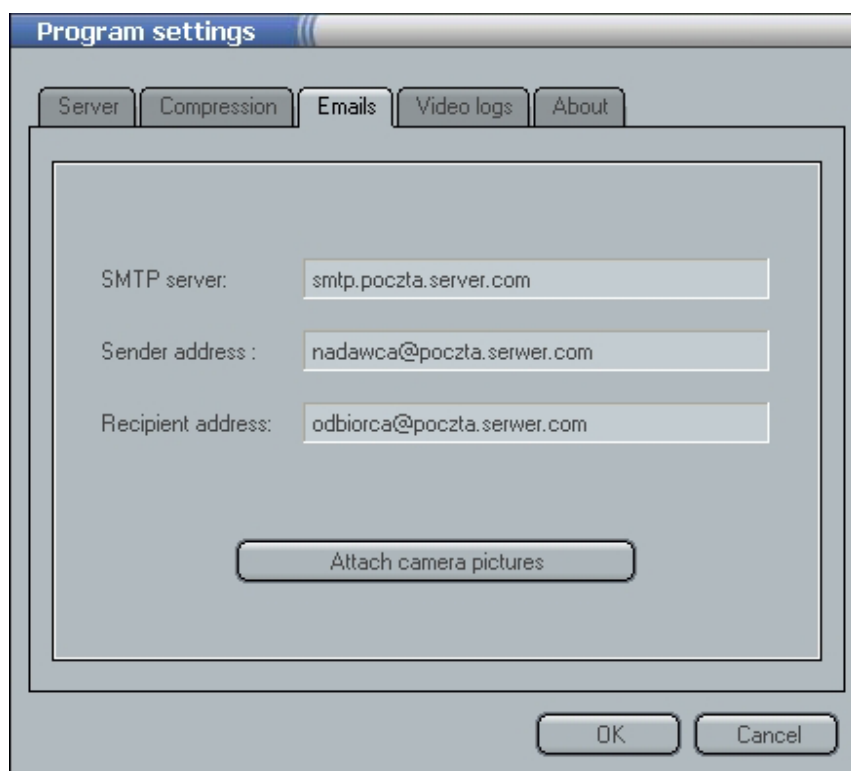 Program settings
Server Compression Emails Video logs About
SMTP server: smtp.poczta.server.com
Sender address : nadawca@poczta.serwer.com
Recipient address: odbiorca@poczta.serwer.com
Attach camera pictures
OK Cancel